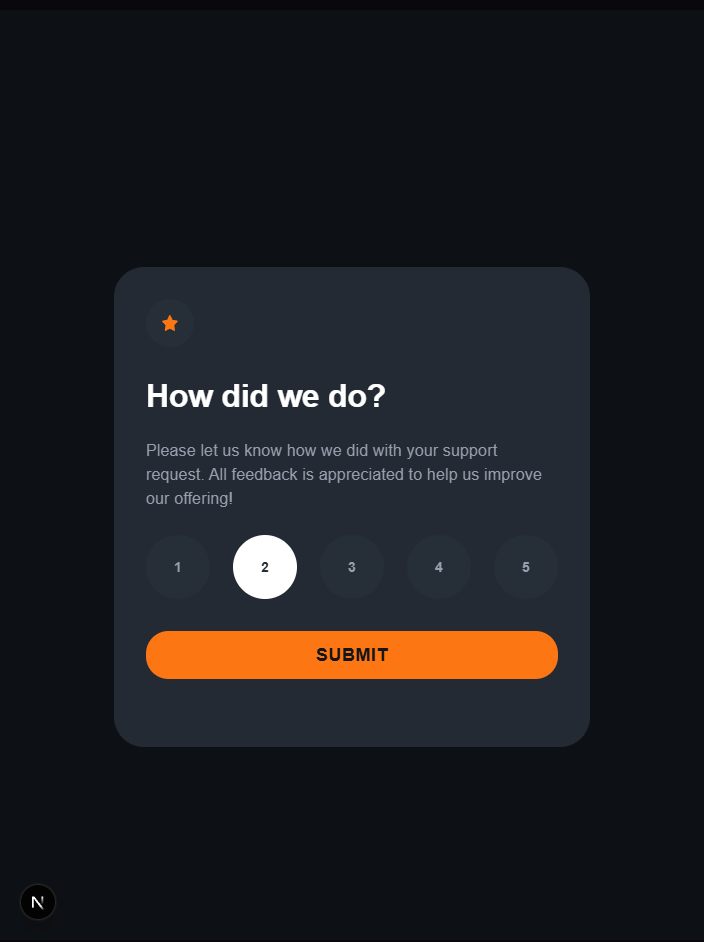 How did we do?
Please let us know how we did with your support
request. All feedback is appreciated to help us improve
our offering!
1 2 3 4 5
SUBMIT
N